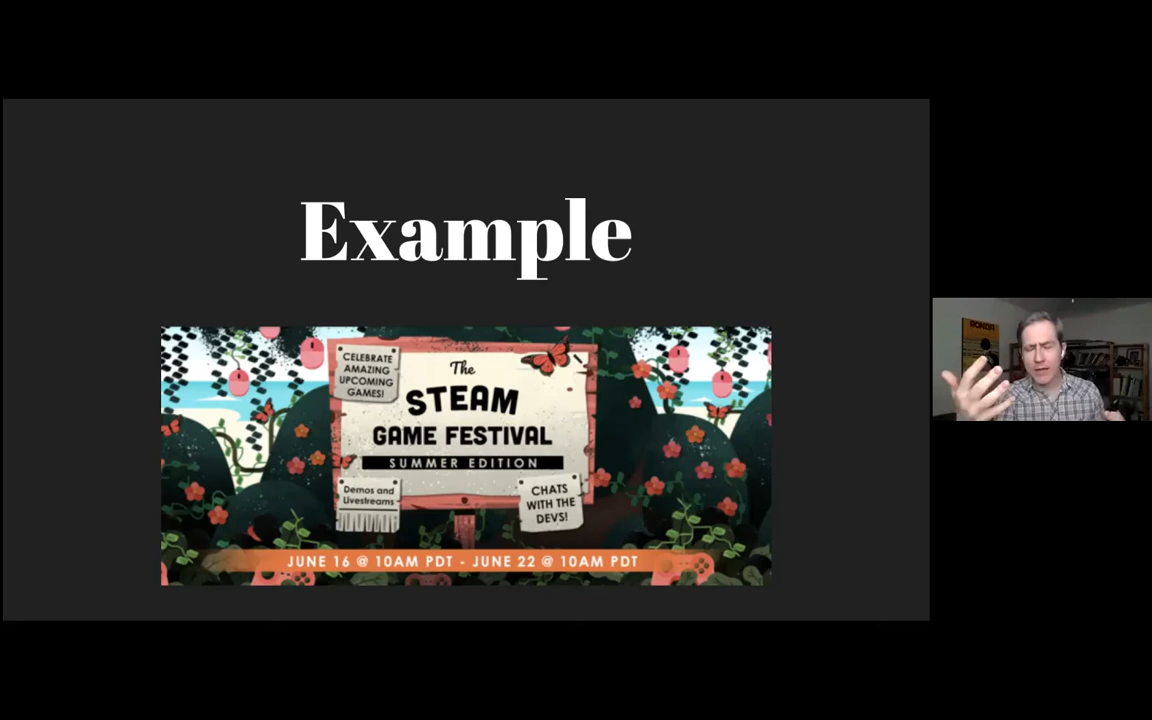 Example
CELEBRATE
AMAZING
UPCOMING
GAMES!
The
STEAM
GAME FESTIVAL
SUMMER EDITION
Demos and
Livestreams
CHATS
WITH THE
DEVS!
JUNE 16 @ 10AM PDT - JUNE 22 @ 10AM PDT